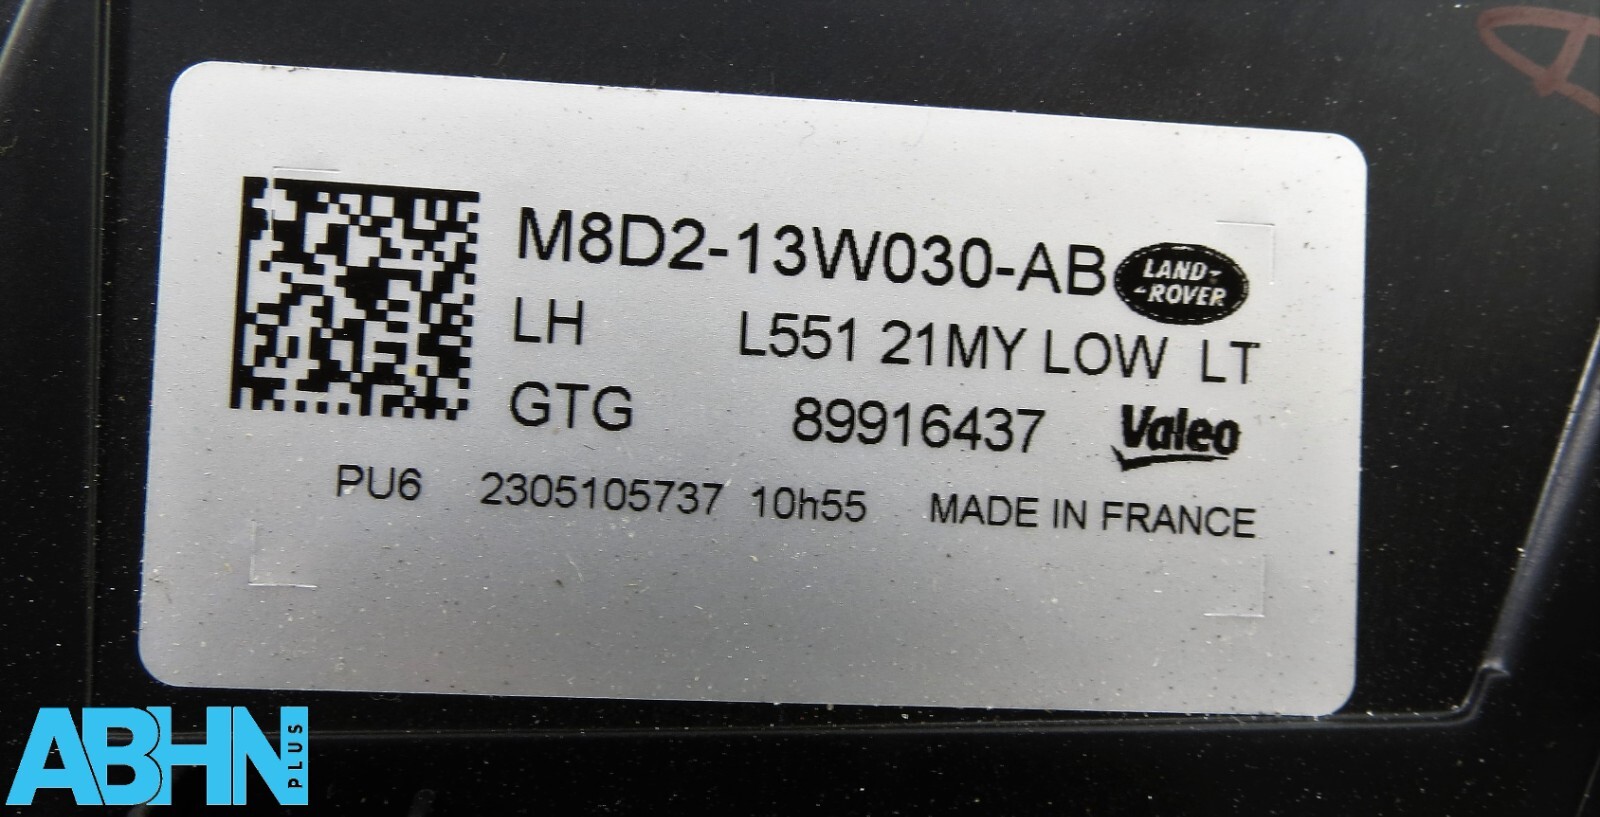 M8D2-13W030-AB LAND-
-ROVER
LH L551 21MY LOW LT
GTG 89916437 Valeo
PU6 2305105737 10h55 MADE IN FRANCE
ABHN PLUS